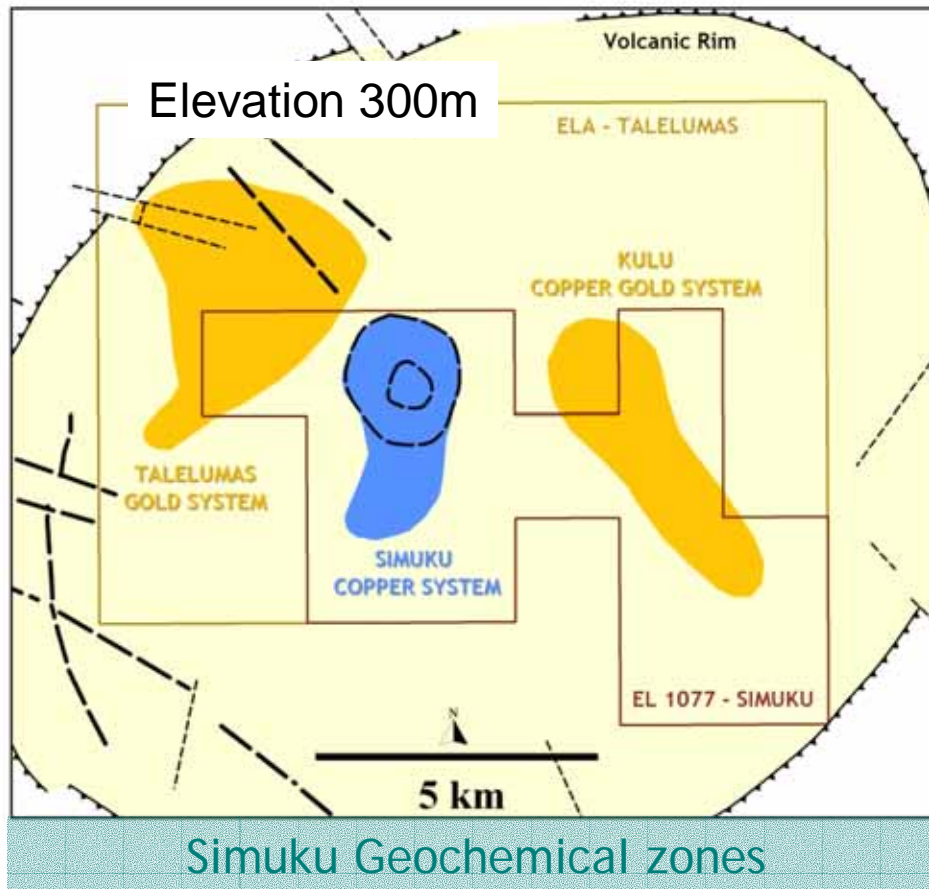 Volcanic Rim
Elevation 300m
ELA - TALELUMAS
KULU
COPPER GOLD SYSTEM
TALELUMAS
GOLD SYSTEM
SIMUKU
COPPER SYSTEM
EL 1077 - SIMUKU
N
5 km
Simuku Geochemical zones